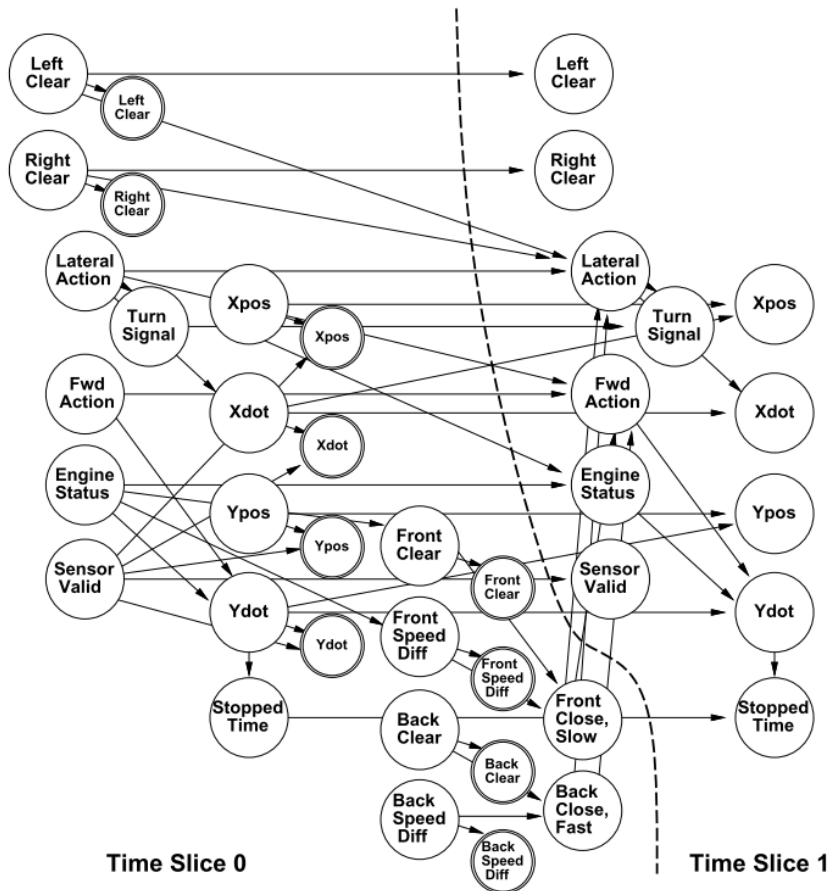 Left
Clear
Left
Clear
Left
Clear
Right
Clear
Right
Clear
Right
Clear
Lateral
Action
Turn
Signal
Xpos
Xpos
Lateral
Action
Turn
Signal
Xpos
Fwd
Action
Xdot
Xdot
Fwd
Action
Xdot
Engine
Status
Ypos
Ypos
Front
Clear
Front
Clear
Engine
Status
Ypos
Sensor
Valid
Ydot
Ydot
Front
Speed
Diff
Front
Speed
Diff
Sensor
Valid
Ydot
Stopped
Time
Back
Clear
Back
Clear
Front
Close,
Slow
Stopped
Time
Back
Speed
Diff
Back
Speed
Diff
Back
Close,
Fast
Time Slice 0
Time Slice 1